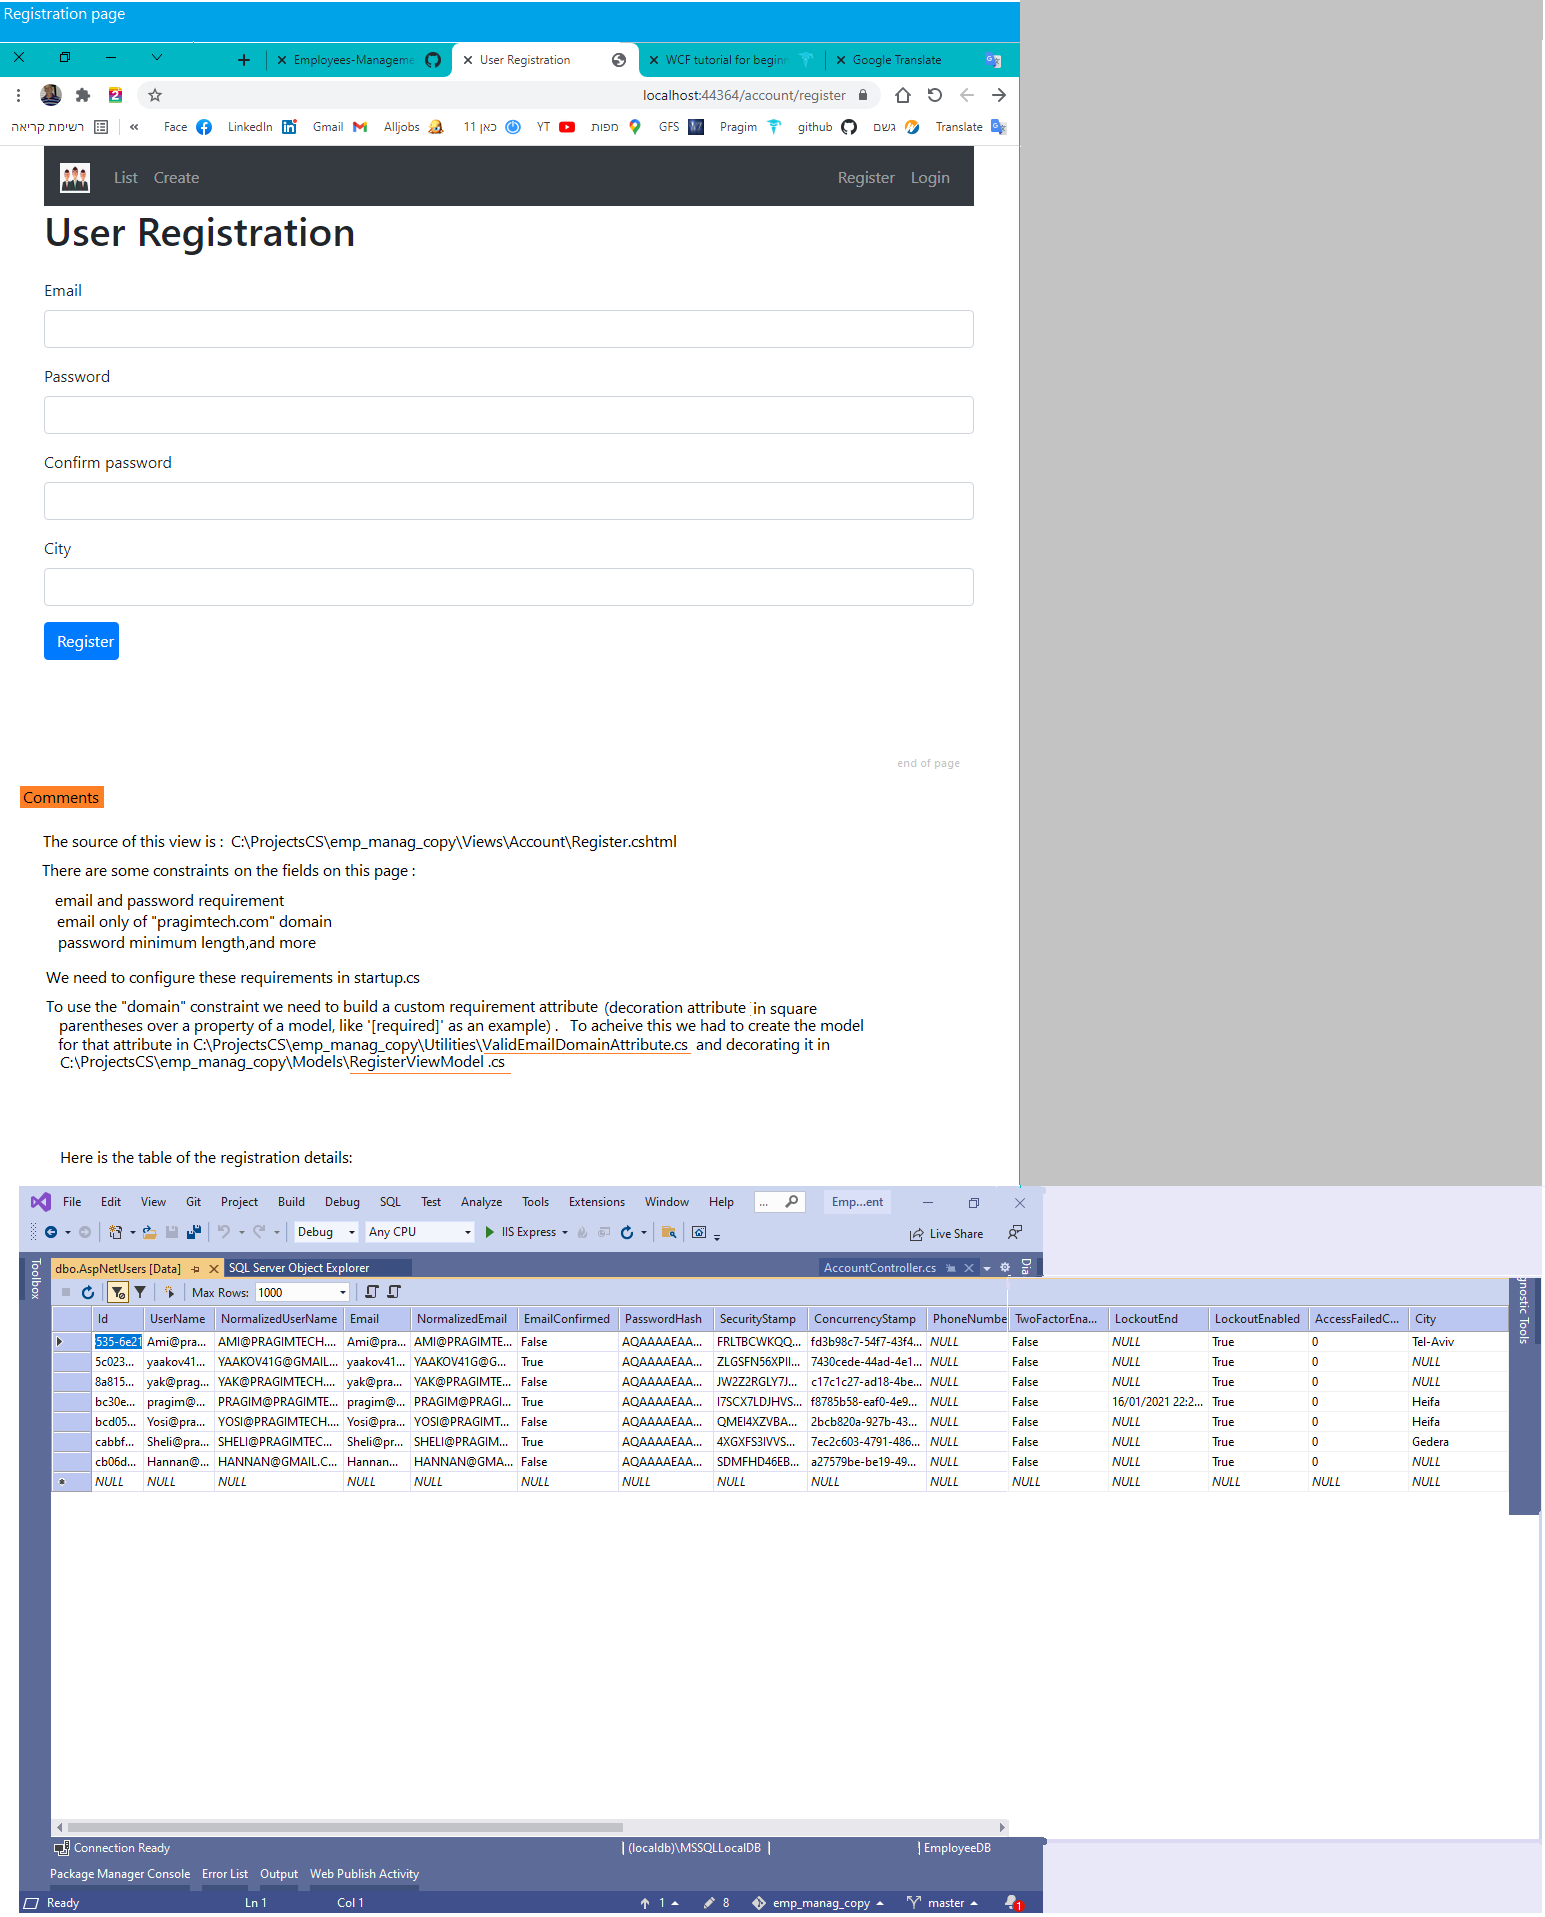 Registration page
Employees-Manageme
User Registration
WCF tutorial for beginn
Google Translate
localhost:44364/account/register
רשימת קריאה
«
Face
LinkedIn
Gmail
Alljobs
כאן 11
YT
מפות
GFS
Pragim
github
גשם
Translate
List Create Register Login
User Registration
Email
Password
Confirm password
City
Register
end of page
Comments
The source of this view is : C:\ProjectsCS\emp_manag_copy\Views\Account\Register.cshtml
There are some constraints on the fields on this page :
email and password requirement
email only of "pragimtech.com" domain
password minimum length,and more
We need to configure these requirements in startup.cs
To use the "domain" constraint we need to build a custom requirement attribute (decoration attribute in square
parentheses over a property of a model, like '[required]' as an example) . To acheive this we had to create the model
for that attribute in C:\ProjectsCS\emp_manag_copy\Utilities\ValidEmailDomainAttribute.cs and decorating it in
C:\ProjectsCS\emp_manag_copy\Models\RegisterViewModel .cs
Here is the table of the registration details:
File Edit View Git Project Build Debug SQL Test Analyze Tools Extensions Window Help ... Emp...ent
Debug Any CPU IIS Express Live Share
Toolbox
dbo.AspNetUsers [Data] SQL Server Object Explorer AccountController.cs
Dia
gnostic Tools
Max Rows: 1000
Id UserName NormalizedUserName Email NormalizedEmail EmailConfirmed PasswordHash SecurityStamp ConcurrencyStamp PhoneNumbe TwoFactorEna... LockoutEnd LockoutEnabled AccessFailedC... City
535-6e21 Ami@pra... AMI@PRAGIMTECH.... Ami@pra... AMI@PRAGIMTE... False AQAAAAEAA... FRLTBCWKQQ... fd3b98c7-54f7-43f4... NULL False NULL True 0 Tel-Aviv
5c023... yaakov41... YAAKOV41G@GMAIL... yaakov41... YAAKOV41G@G... True AQAAAAEAA... ZLGSFN56XPII... 7430cede-44ad-4e1... NULL False NULL True 0 NULL
8a815... yak@prag... YAK@PRAGIMTECH.... yak@pra... YAK@PRAGIMTE... False AQAAAAEAA... JW2Z2RGLY7J... c17c1c27-ad18-4be... NULL False NULL True 0 NULL
bc30e... pragim@... PRAGIM@PRAGIMTE... pragim@... PRAGIM@PRAGI... True AQAAAAEAA... I7SCX7LDJHVS... f8785b58-eaf0-4e9... NULL False 16/01/2021 22:2... True 0 Heifa
bcd05... Yosi@pra... YOSI@PRAGIMTECH.... Yosi@pra... YOSI@PRAGIMT... False AQAAAAEAA... QMEI4XZVBA... 2bcb820a-927b-43... NULL False NULL True 0 Heifa
cabbf... Sheli@pra... SHELI@PRAGIMTEC... Sheli@pr... SHELI@PRAGIM... True AQAAAAEAA... 4XGXFS3IVVS... 7ec2c603-4791-486... NULL False NULL True 0 Gedera
cb06d... Hannan@... HANNAN@GMAIL.C... Hannan... HANNAN@GMA... False AQAAAAEAA... SDMFHD46EB... a27579be-be19-49... NULL False NULL True 0 NULL
NULL NULL NULL NULL NULL NULL NULL NULL NULL NULL NULL NULL NULL NULL NULL
Connection Ready | (localdb)\MSSQLLocalDB | | EmployeeDB
Package Manager Console Error List Output Web Publish Activity
Ready Ln 1 Col 1 1 8 emp_manag_copy master 1